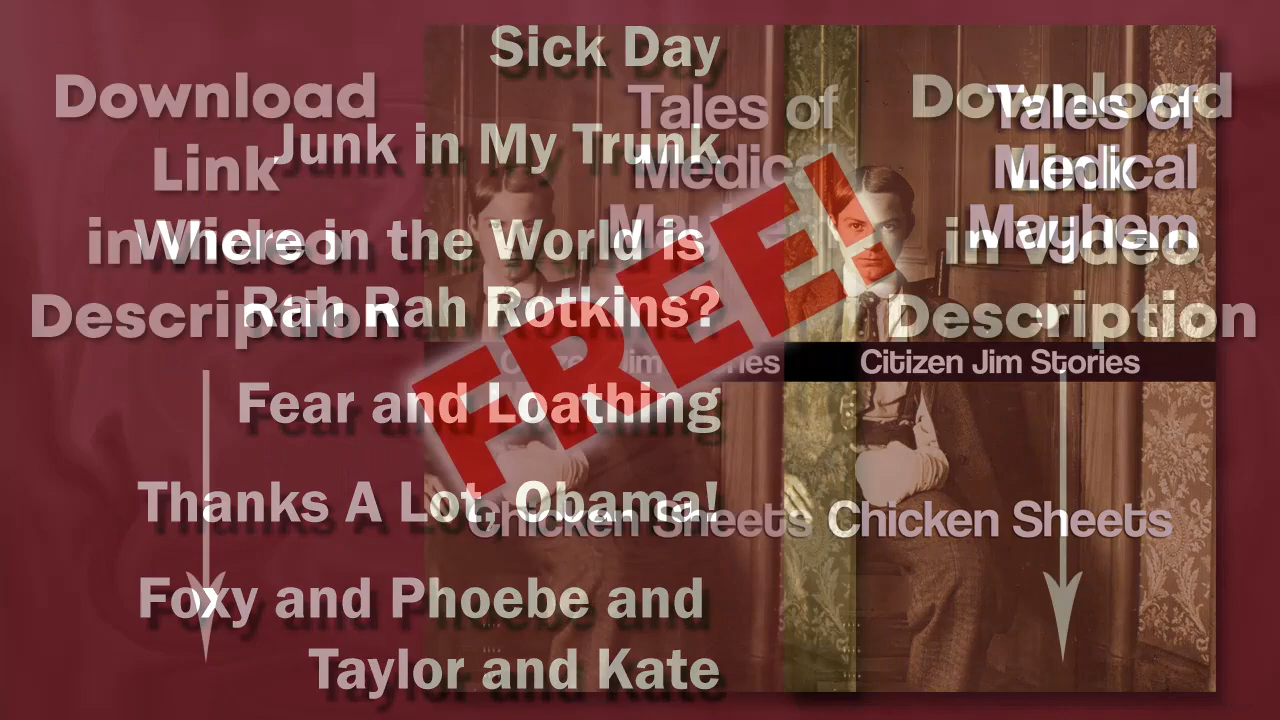 Sick Day
Junk in My Trunk
Where in the World is
Rah Rah Rotkins?
Fear and Loathing
Thanks A Lot, Obama!
Foxy and Phoebe and
Taylor and Kate
Download
Link
in Video
Description
Tales of
Medical
May
FREE!
Citizen Jim Stories
Chicken Sheets
Tales of
Medical
Mayhem
Citizen Jim Stories
Chicken Sheets
Download
Link
in Video
Description